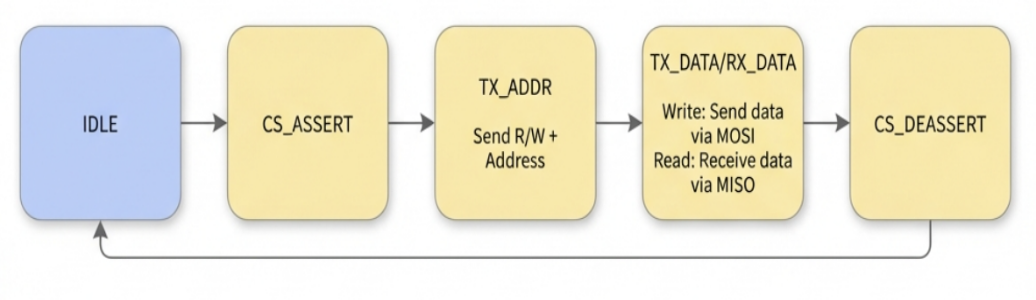 IDLE
CS_ASSERT
TX_ADDR
Send R/W +
Address
TX_DATA/RX_DATA
Write: Send data
via MOSI
Read: Receive data
via MISO
CS_DEASSERT